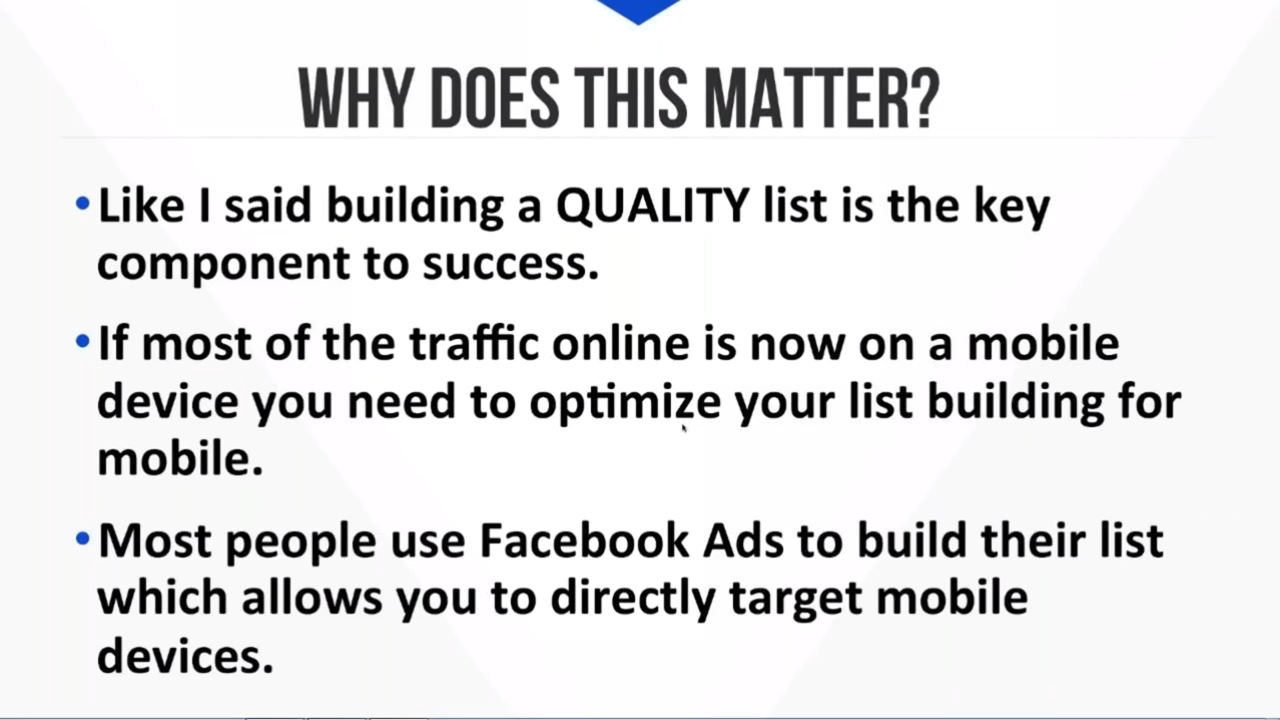 WHY DOES THIS MATTER?
•Like I said building a QUALITY list is the key
component to success.
•If most of the traffic online is now on a mobile
device you need to optimize your list building for
mobile.
•Most people use Facebook Ads to build their list
which allows you to directly target mobile
devices.